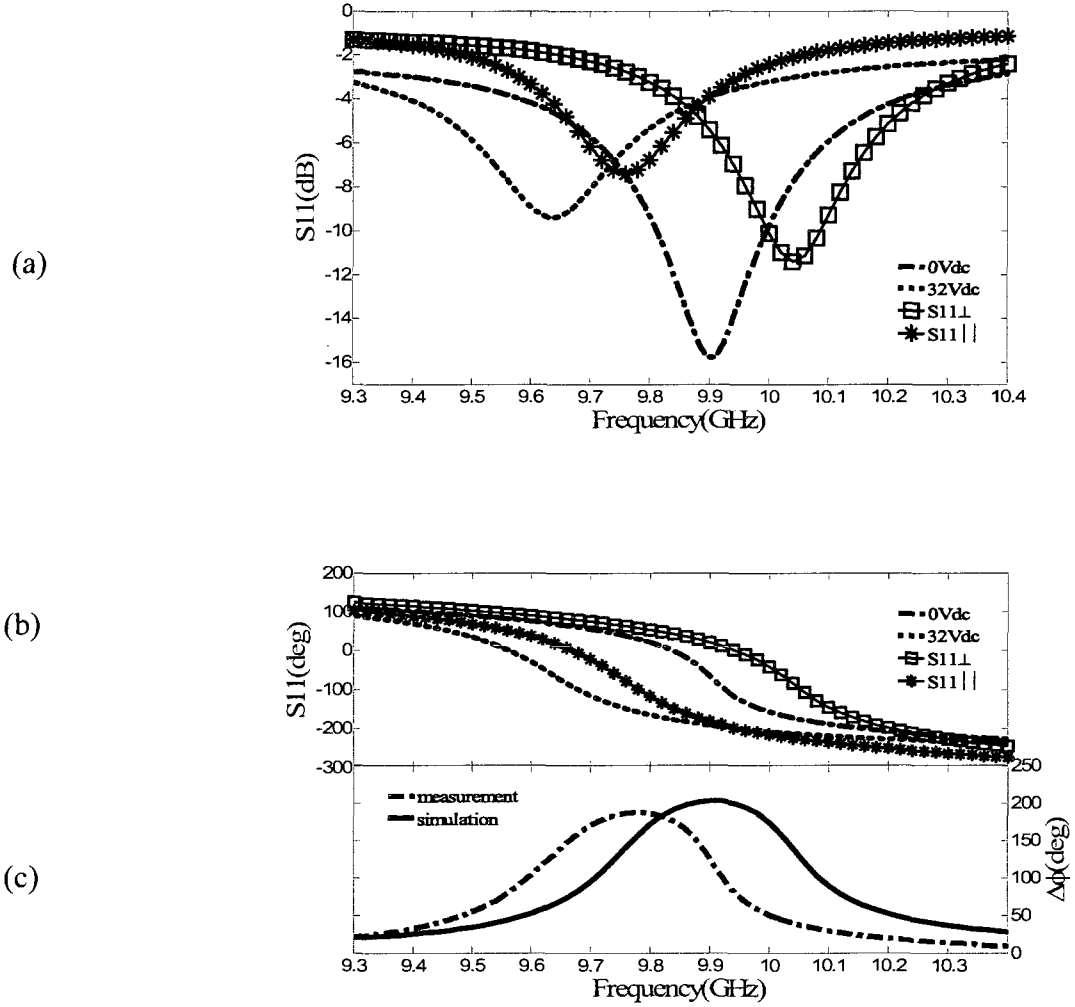 (a)
S11(dB)
0
-2
-4
-6
-8
-10
-12
-14
-16
0Vdc
32Vdc
S11⊥
S11||
9.3 9.4 9.5 9.6 9.7 9.8 9.9 10 10.1 10.2 10.3 10.4
Frequency(GHz)
(b)
S11(deg)
200
100
0
-100
-200
-300
0Vdc
32Vdc
S11⊥
S11||
(c)
measurement
simulation
250
200
150
100
50
0
Δϕ(deg)
9.3 9.4 9.5 9.6 9.7 9.8 9.9 10 10.1 10.2 10.3
Frequency(GHz)